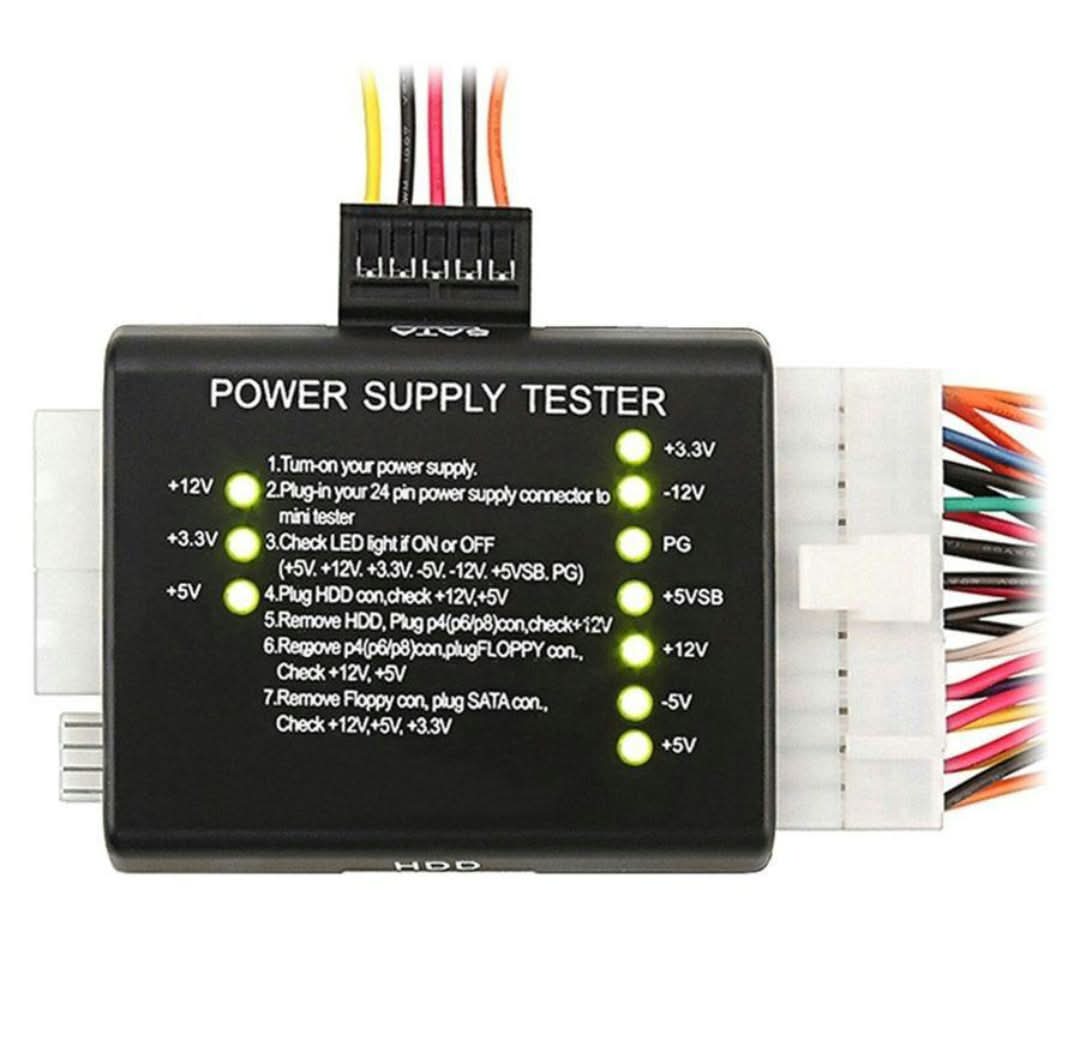 SATA
POWER SUPPLY TESTER
1.Turn-on your power supply.
2.Plug-in your 24 pin power supply connector to
mini tester
3.Check LED light if ON or OFF
(+5V. +12V. +3.3V. -5V. -12V. +5VSB. PG)
4.Plug HDD con,check +12V,+5V
5.Remove HDD, Plug p4(p6/p8)con,check+12V
6.Remove p4(p6/p8)con,plugFLOPPY con.,
Check +12V, +5V
7.Remove Floppy con, plug SATA con.,
Check +12V,+5V, +3.3V
+12V
+3.3V
+5V
+3.3V
-12V
PG
+5VSB
+12V
-5V
+5V
HDD